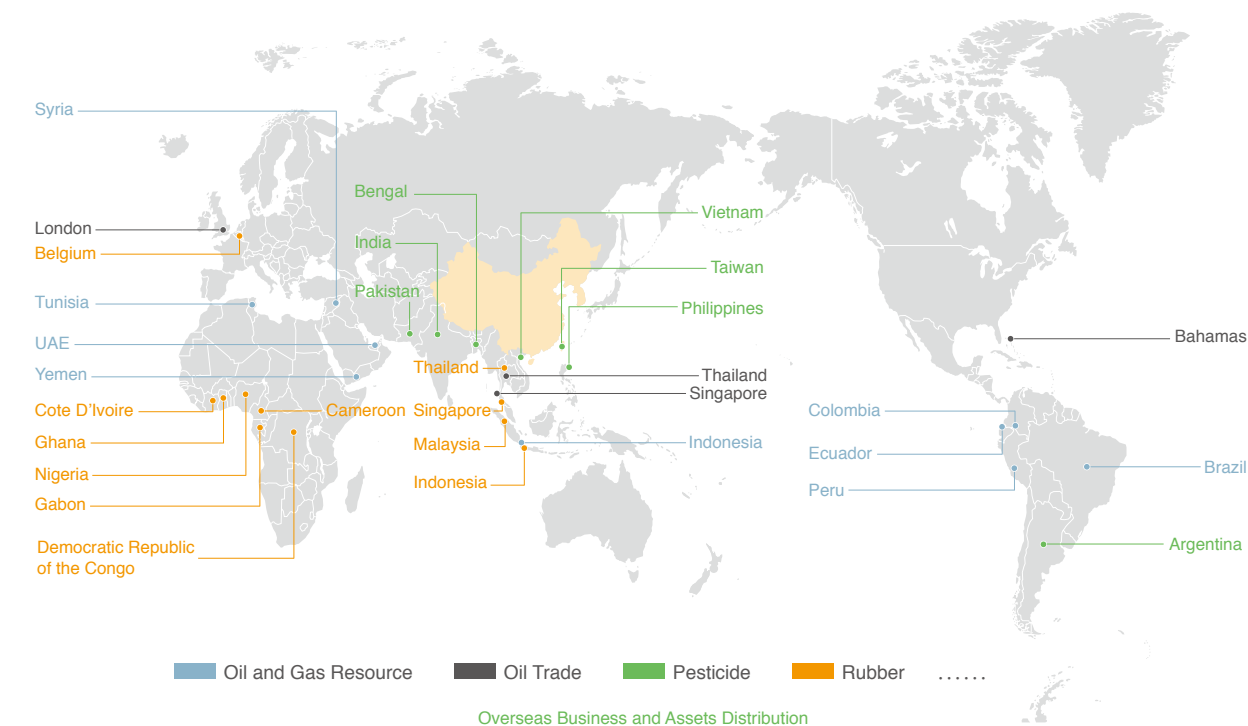 Syria
Bengal
Vietnam
London
India
Belgium
Taiwan
Pakistan
Tunisia
Philippines
UAE
Bahamas
Thailand
Yemen
Thailand
Singapore
Cote D’Ivoire
Cameroon
Singapore
Colombia
Ghana
Malaysia
Indonesia
Ecuador
Nigeria
Indonesia
Brazil
Peru
Gabon
Democratic Republic
of the Congo
Argentina
Oil and Gas Resource
Oil Trade
Pesticide
Rubber
......
Overseas Business and Assets Distribution